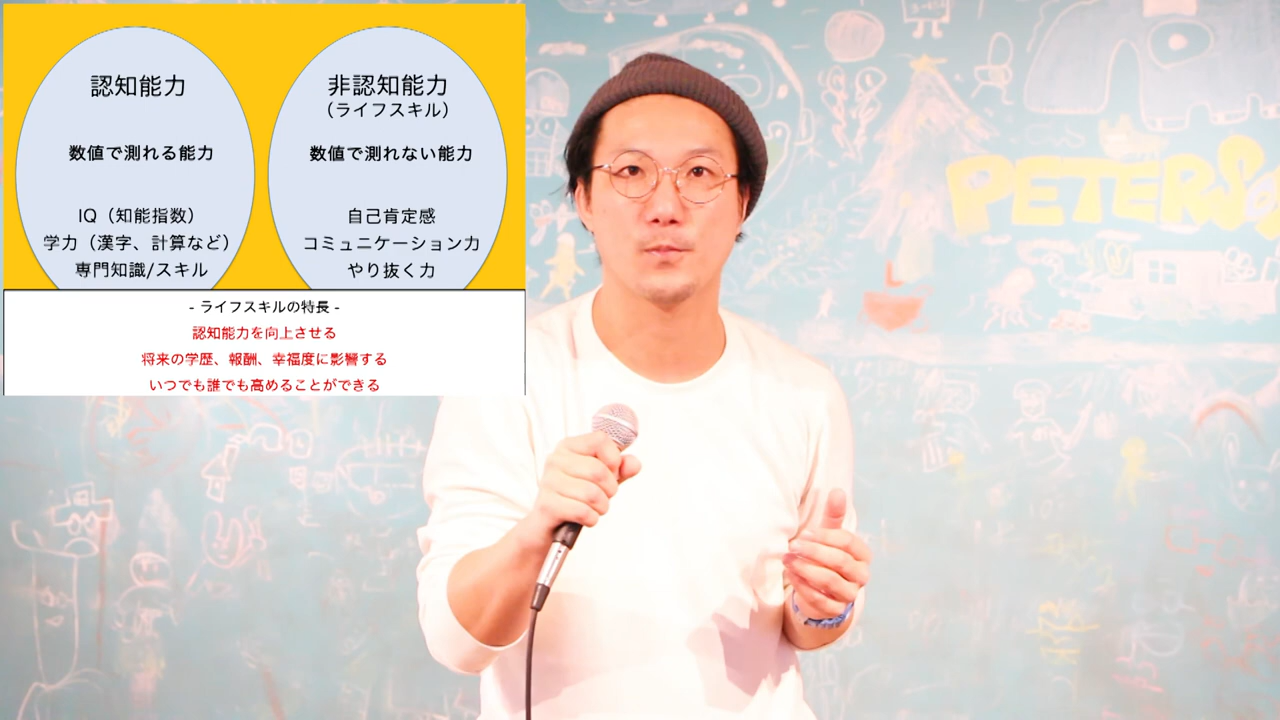 認知能力
数値で測れる能力
IQ（知能指数）
学力（漢字、計算など）
専門知識/スキル
非認知能力
（ライフスキル）
数値で測れない能力
自己肯定感
コミュニケーション力
やり抜く力
- ライフスキルの特長 -
認知能力を向上させる
将来の学歴、報酬、幸福度に影響する
いつでも誰でも高めることができる
PETERS